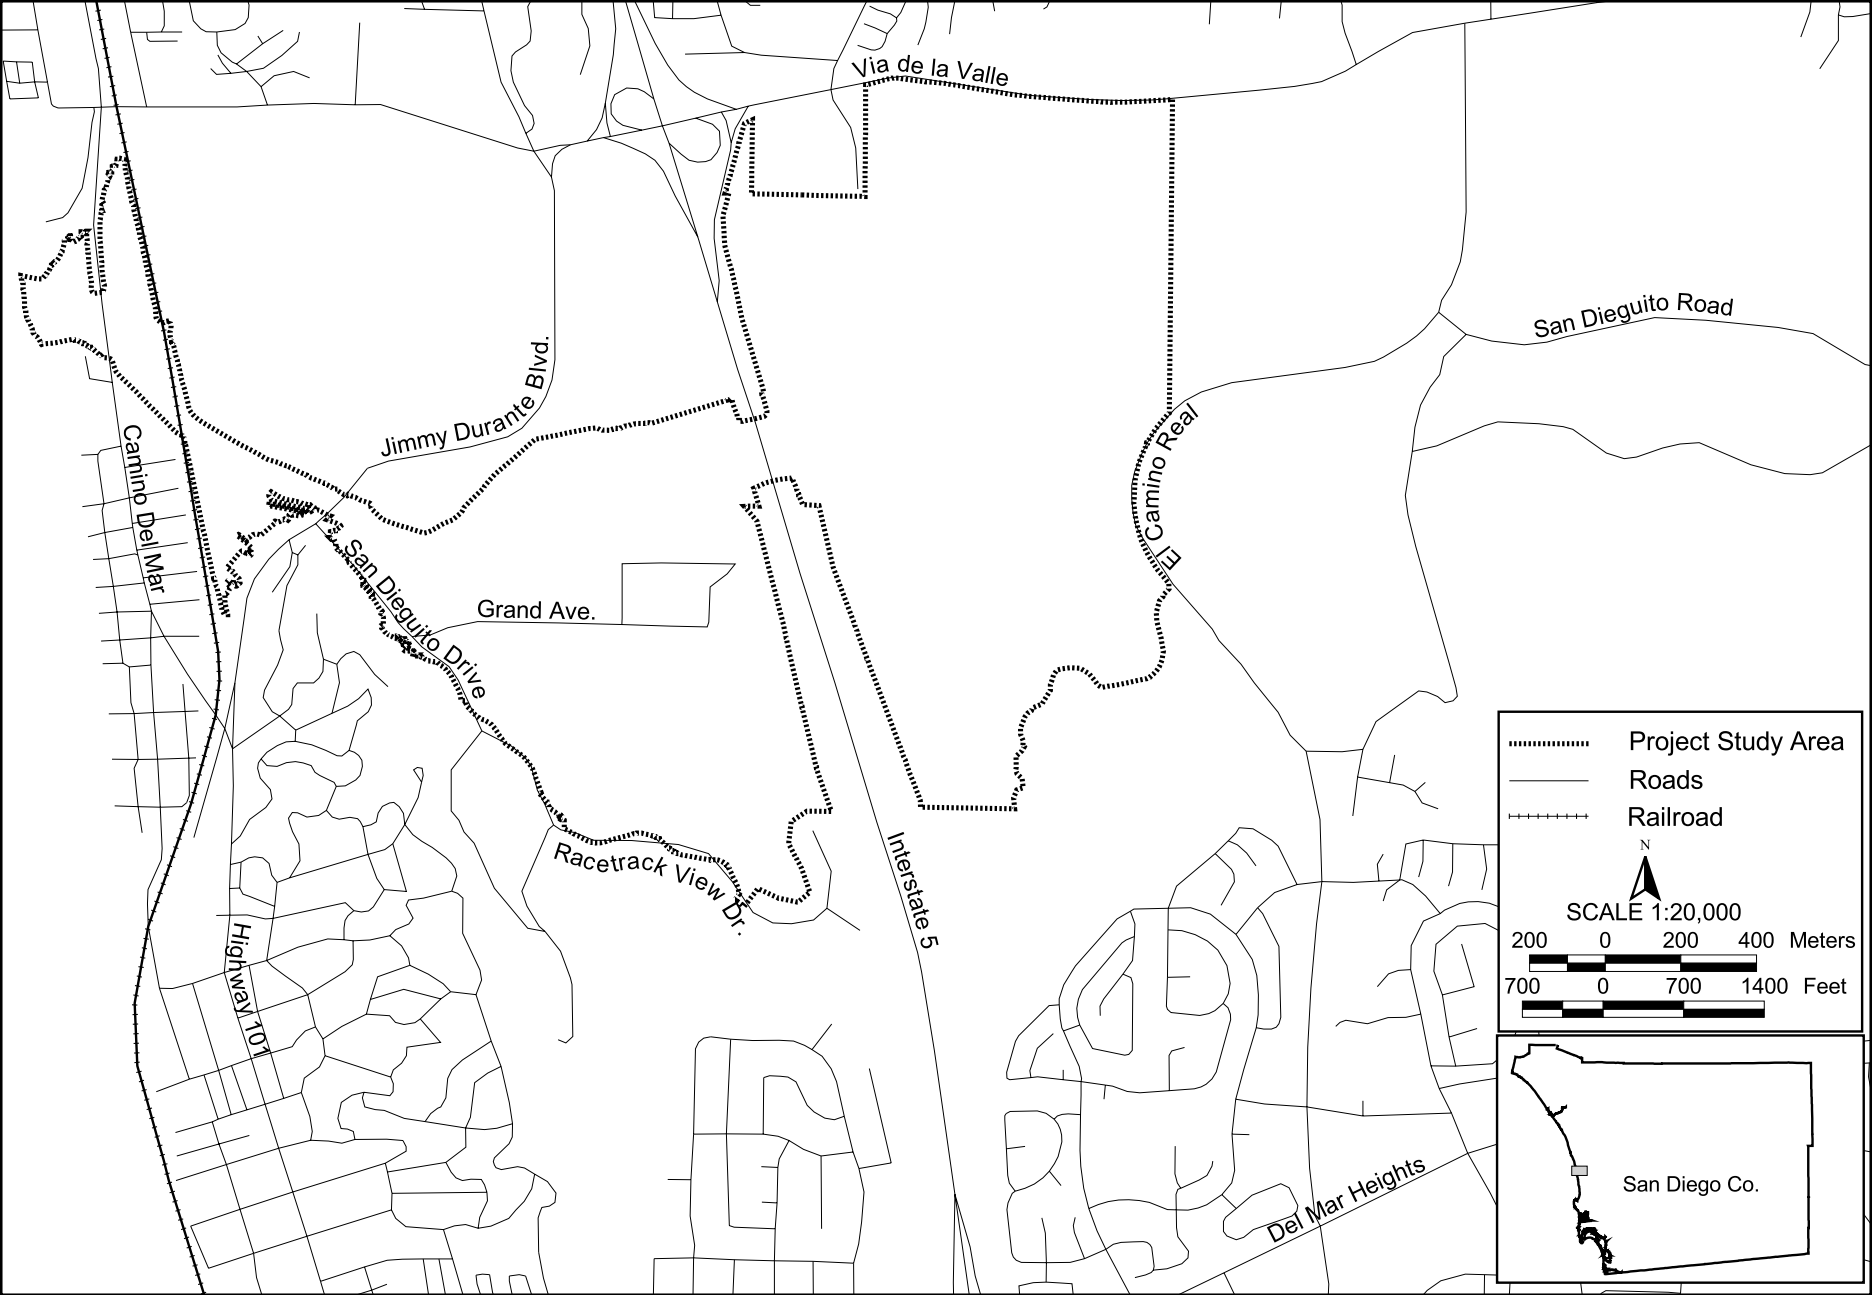 Via de la Valle
San Dieguito Road
Jimmy Durante Blvd.
El Camino Real
Camino Del Mar
San Dieguito Drive
Grand Ave.
Racetrack View Dr.
Interstate 5
Highway 101
Del Mar Heights
Project Study Area
Roads
Railroad
N
SCALE 1:20,000
200 0 200 400 Meters
700 0 700 1400 Feet
San Diego Co.